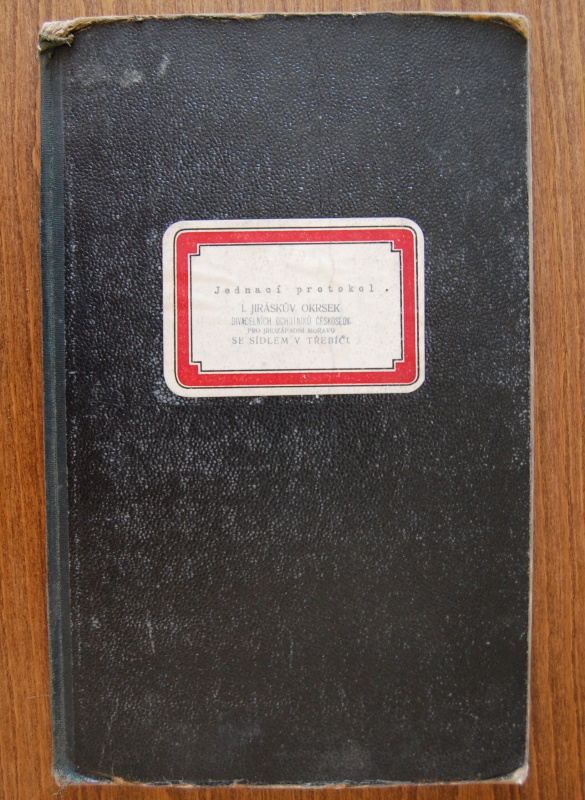 Jednací protokol.
I. JIRÁSKŮV OKRSEK
DIVADELNÍCH OCHOTNÍKŮ ČESKOSLOV.
PRO JIHOZÁPADNÍ MORAVU
SE SÍDLEM V TŘEBÍČI.